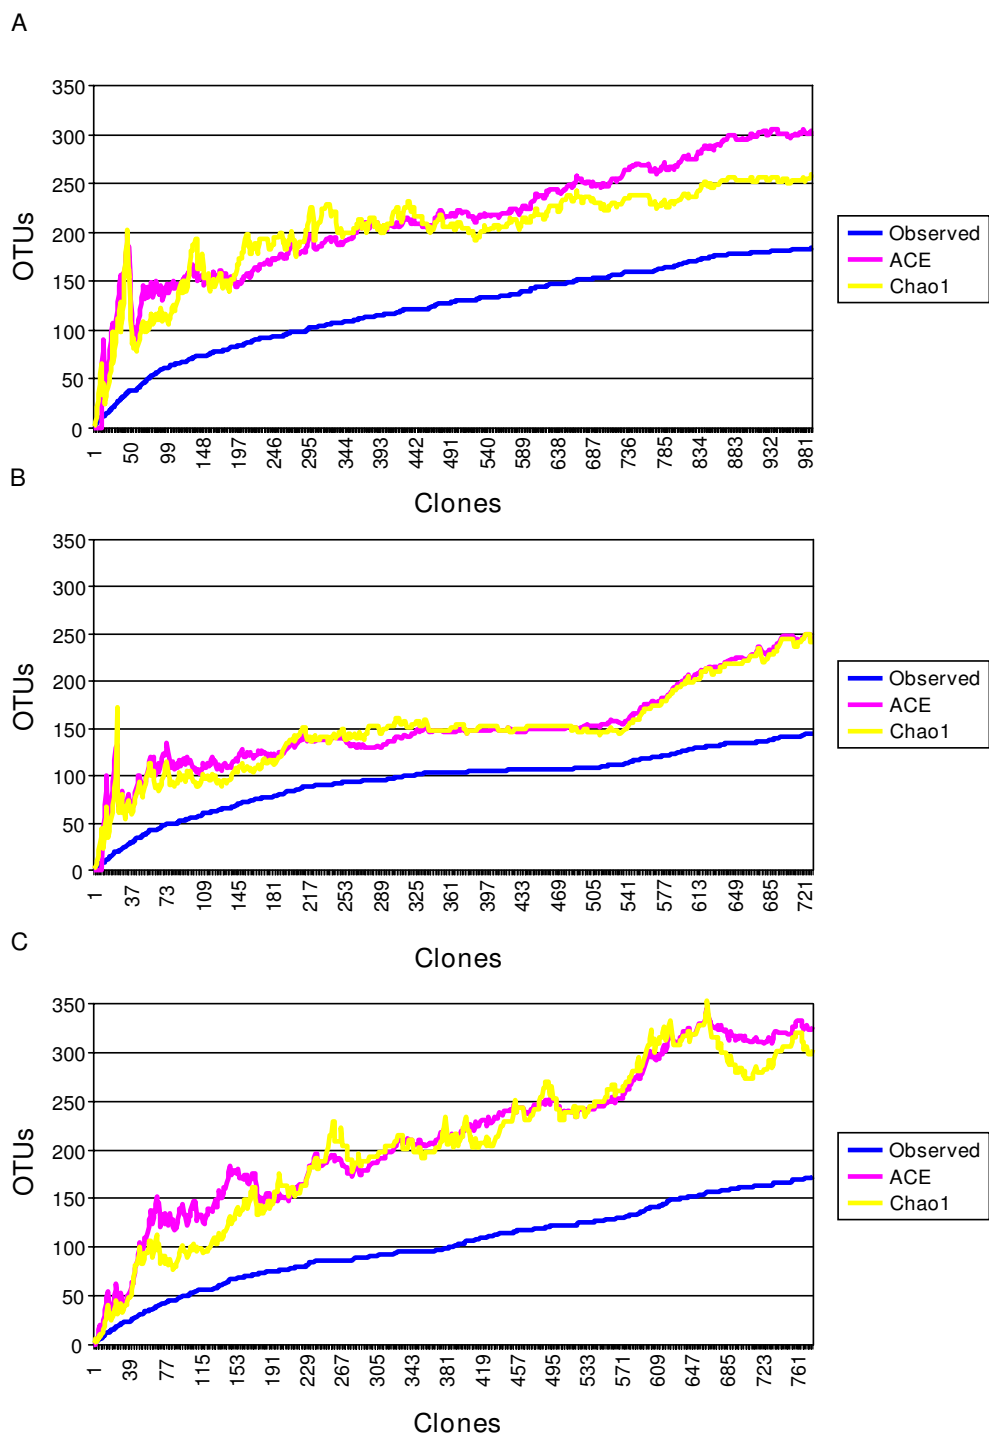 A
350
300
250
200
150
100
50
0
OTUs
1 50 99 148 197 246 295 344 393 442 491 540 589 638 687 736 785 834 883 932 981
Clones
Observed
ACE
Chao1
B
350
300
250
200
150
100
50
0
OTUs
1 37 73 109 145 181 217 253 289 325 361 397 433 469 505 541 577 613 649 685 721
Clones
Observed
ACE
Chao1
C
350
300
250
200
150
100
50
0
OTUs
1 39 77 115 153 191 229 267 305 343 381 419 457 495 533 571 609 647 685 723 761
Clones
Observed
ACE
Chao1